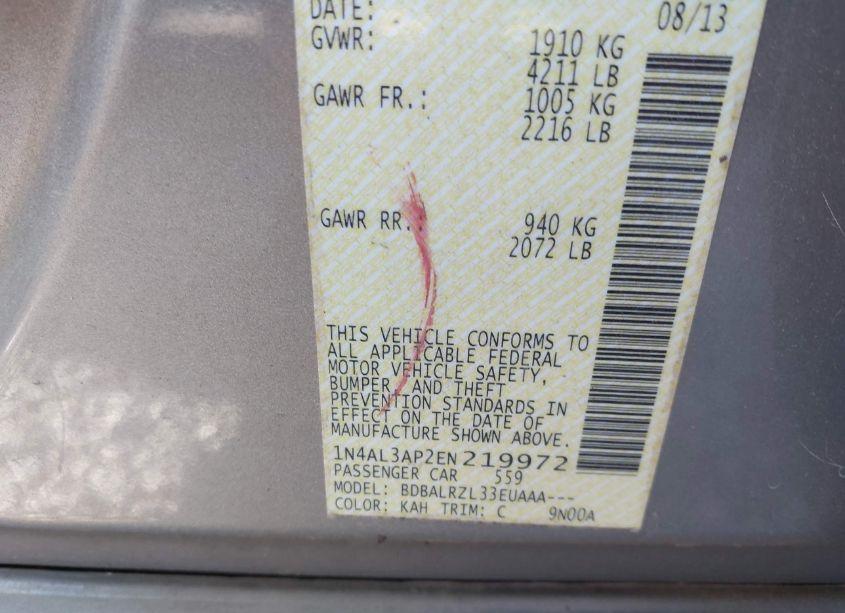 DATE: 08/13
GVWR: 1910 KG
4211 LB
GAWR FR.: 1005 KG
2216 LB
GAWR RR. 940 KG
2072 LB
THIS VEHICLE CONFORMS TO
ALL APPLICABLE FEDERAL
MOTOR VEHICLE SAFETY,
BUMPER, AND THEFT
PREVENTION STANDARDS IN
EFFECT ON THE DATE OF
MANUFACTURE SHOWN ABOVE.
1N4AL3AP2EN219972
PASSENGER CAR 559
MODEL: BDBALRZL33EUAAA---
COLOR: KAH TRIM: C 9N00A